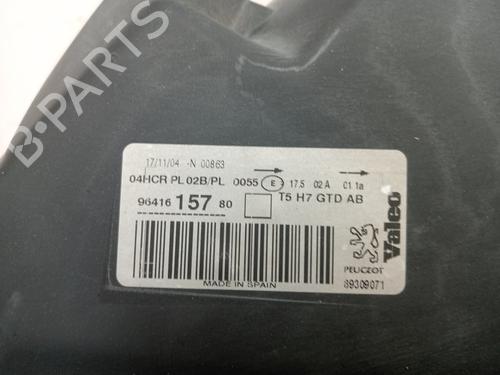 B-PARTS
17/11/04 -N 00863
04HCR PL 02B/PL 0055 E 17.5 02 A 01 1a
96416 157 80 T5 H7 GTD AB
Valeo
PEUGEOT
89309071
MADE IN SPAIN